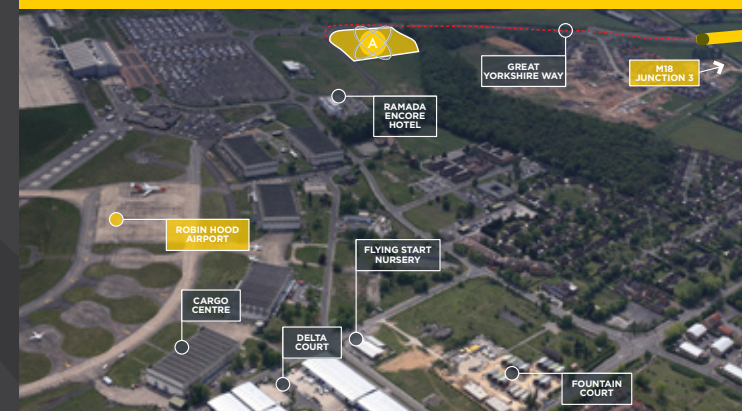 A
GREAT
YORKSHIRE WAY
M18
JUNCTION 3
RAMADA
ENCORE
HOTEL
ROBIN HOOD
AIRPORT
FLYING START
NURSERY
CARGO
CENTRE
DELTA
COURT
FOUNTAIN
COURT